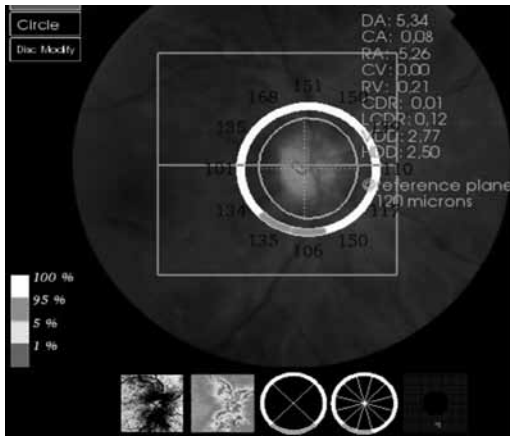 Circle
Disc Modify
DA: 5,34
CA: 0,08
RA: 5,26
CV: 0,00
RV: 0,21
CDR: 0,01
LCDR: 0,12
VDD: 2,77
HDD: 2,50
reference plane
120 microns
151
168
135
101
110
134
117
135
150
106
100 %
95 %
5 %
1 %